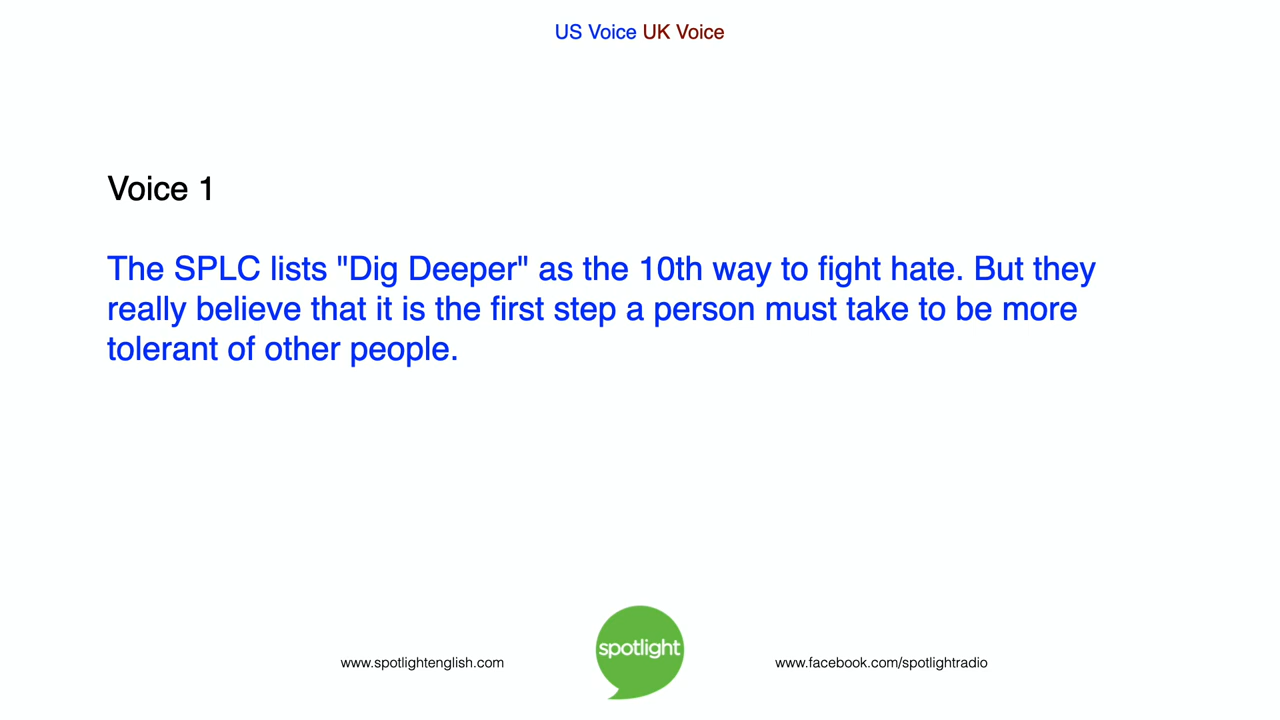 US Voice UK Voice
Voice 1
The SPLC lists "Dig Deeper" as the 10th way to fight hate. But they
really believe that it is the first step a person must take to be more
tolerant of other people.
spotlight
www.spotlightenglish.com
www.facebook.com/spotlightradio